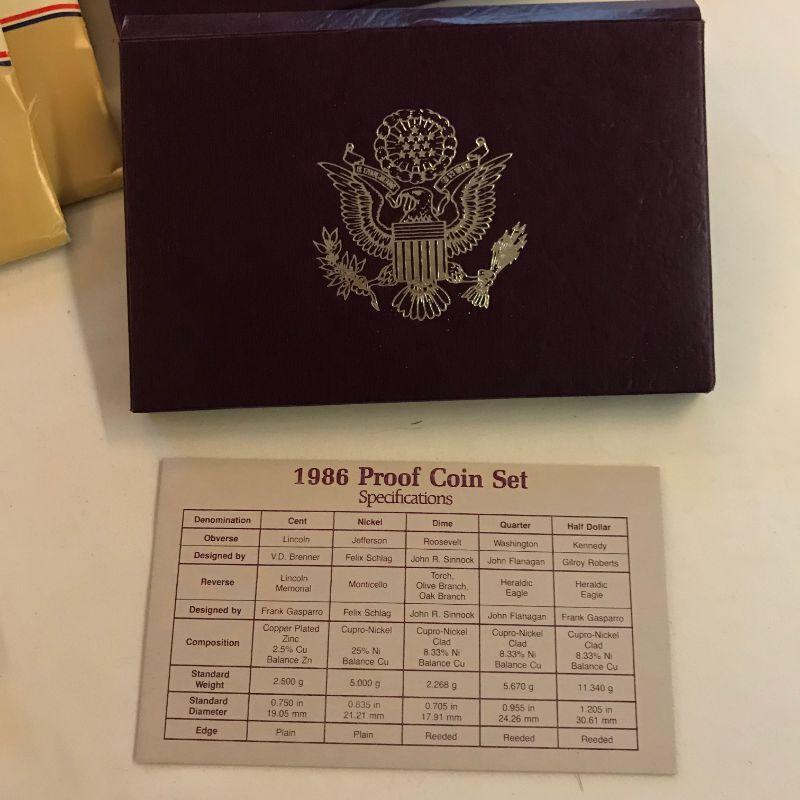 1986 Proof Coin Set
Specifications
Denomination Cent Nickel Dime Quarter Half Dollar
Obverse Lincoln Jefferson Roosevelt Washington Kennedy
Designed by V.D. Brenner Felix Schlag John R. Sinnock John Flanagan Gilroy Roberts
Reverse Lincoln Memorial Monticello Torch, Olive Branch, Oak Branch Heraldic Eagle Heraldic Eagle
Designed by Frank Gasparro Felix Schlag John R. Sinnock John Flanagan Frank Gasparro
Composition Copper Plated Zinc 2.5% Cu Balance Zn Cupro-Nickel 25% Ni Balance Cu Cupro-Nickel Clad 8.33% Ni Balance Cu Cupro-Nickel Clad 8.33% Ni Balance Cu Cupro-Nickel Clad 8.33% Ni Balance Cu
Standard Weight 2.500 g 5.000 g 2.268 g 5.670 g 11.340 g
Standard Diameter 0.750 in 19.05 mm 0.835 in 21.21 mm 0.705 in 17.91 mm 0.955 in 24.26 mm 1.205 in 30.61 mm
Edge Plain Plain Reeded Reeded Reeded